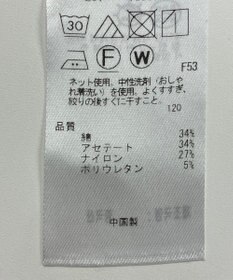 30
F W
F53
ネット使用、中性洗剤(おしゃ
れ着洗い)を使用。よくすすぎ、
絞りの後すぐに干すこと。
120
品質
綿 34%
アセテート 34%
ナイロン 27%
ポリウレタン 5%
中国製